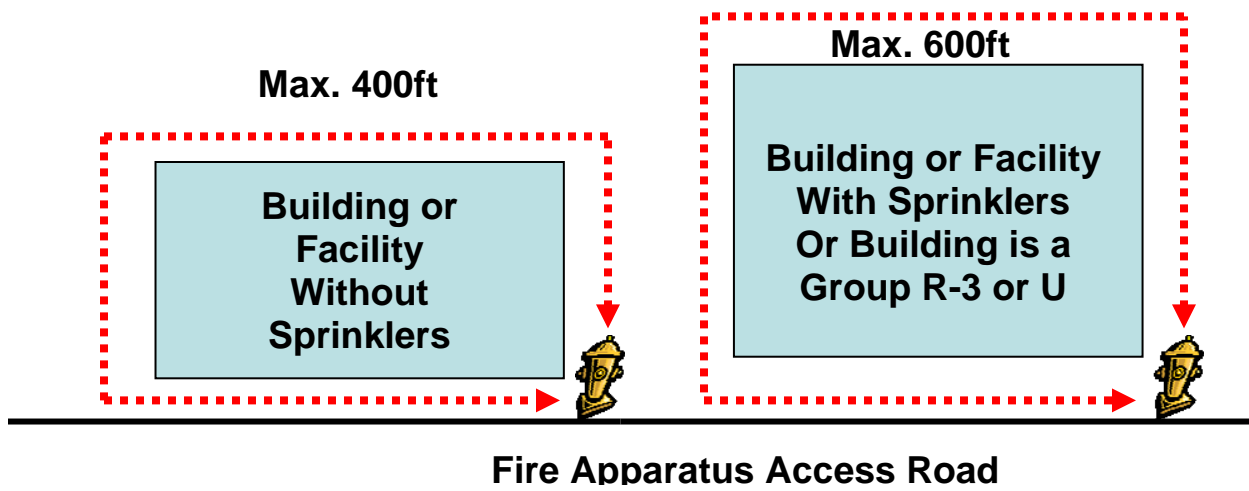 Max. 400ft
Building or
Facility
Without
Sprinklers
Max. 600ft
Building or Facility
With Sprinklers
Or Building is a
Group R-3 or U
Fire Apparatus Access Road